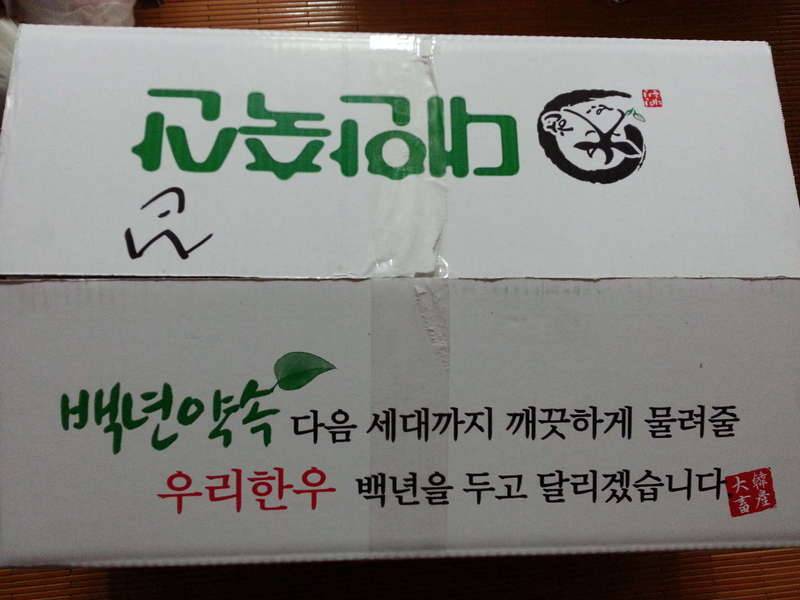 대한축산
백년약속 다음 세대까지 깨끗하게 물려줄
우리한우 백년을 두고 달리겠습니다.
大韓
畜産